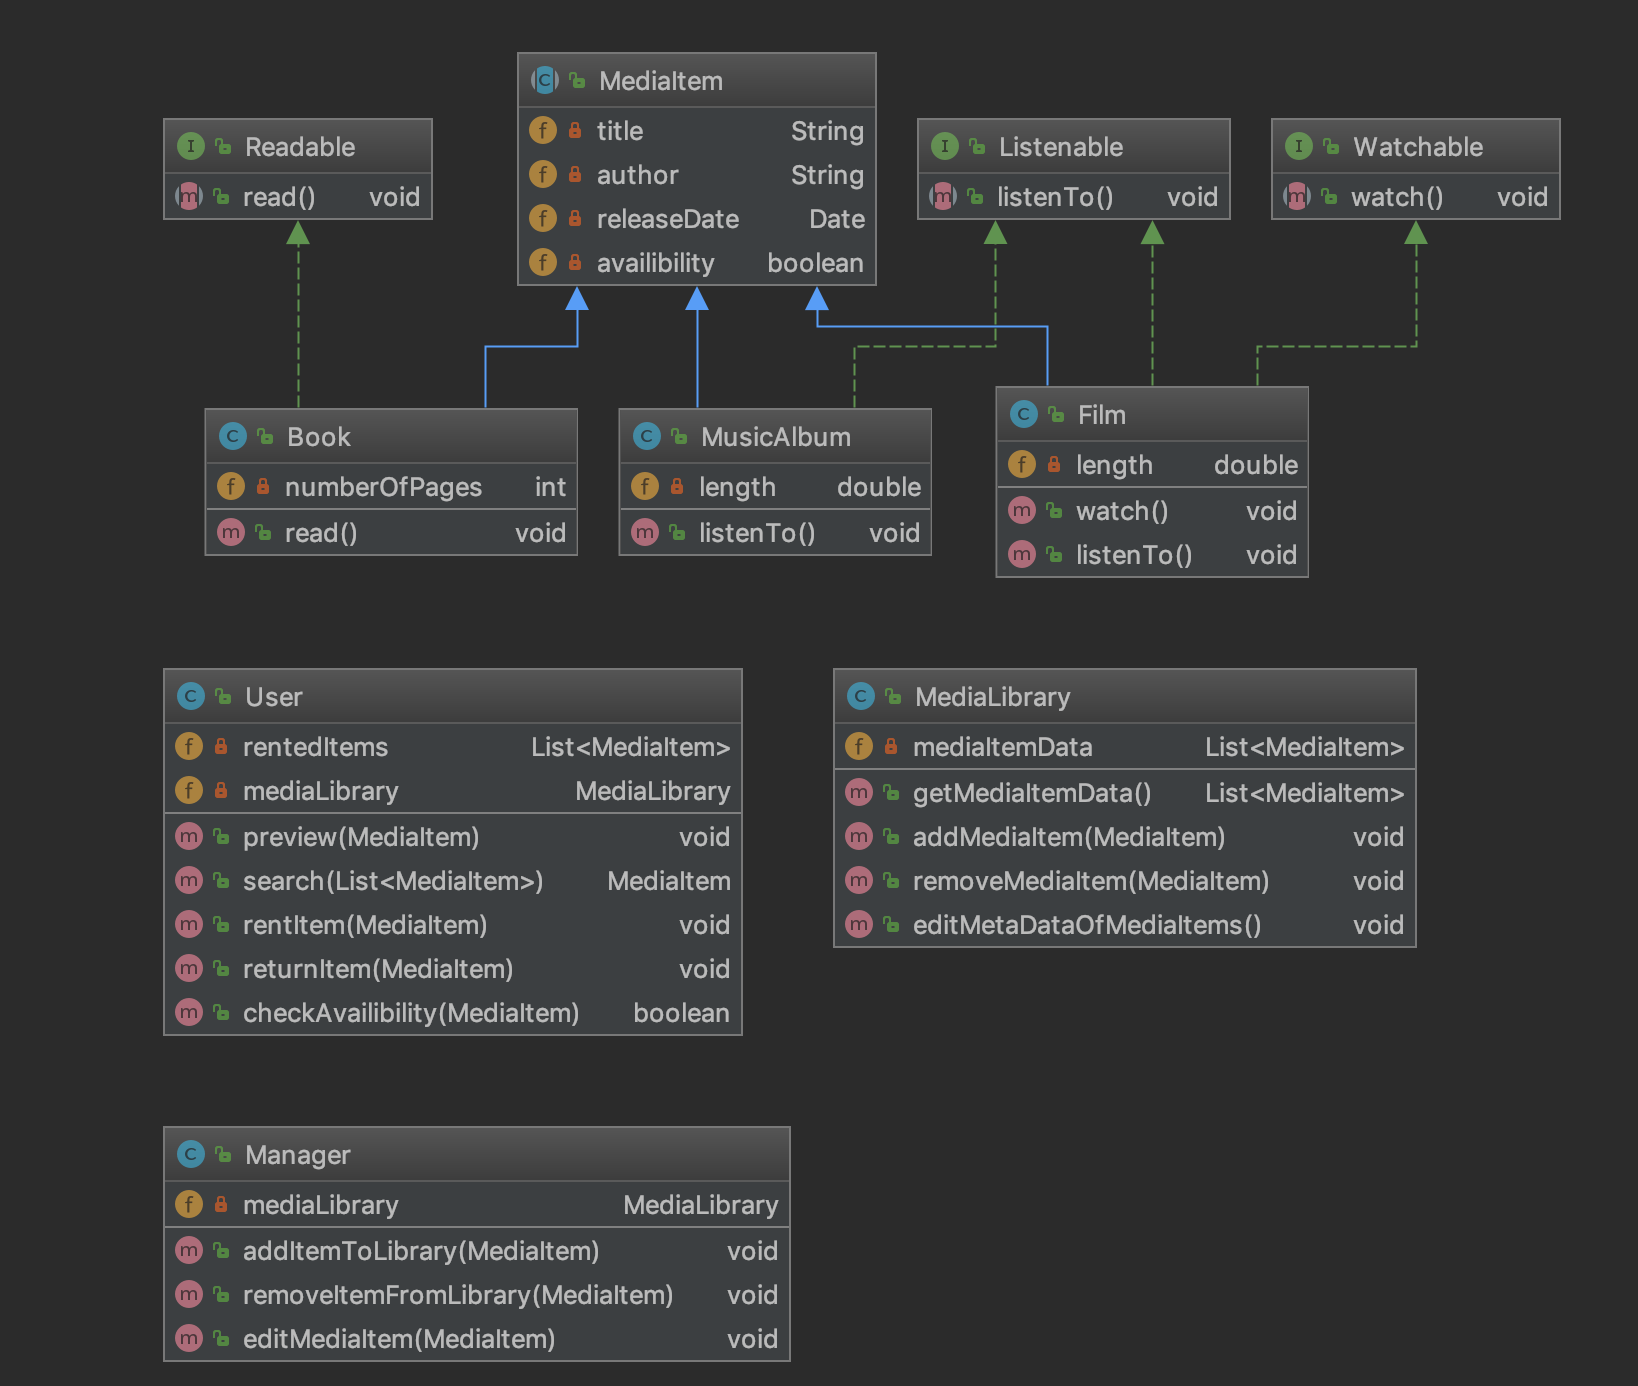 MediaItem
title String
author String
releaseDate Date
availibility boolean
Readable
read() void
Listenable
listenTo() void
Watchable
watch() void
Book
numberOfPages int
read() void
MusicAlbum
length double
listenTo() void
Film
length double
watch() void
listenTo() void
User
rentedItems List<MediaItem>
mediaLibrary MediaLibrary
preview(MediaItem) void
search(List<MediaItem>) MediaItem
rentItem(MediaItem) void
returnItem(MediaItem) void
checkAvailibility(MediaItem) boolean
MediaLibrary
mediaItemData List<MediaItem>
getMediaItemData() List<MediaItem>
addMediaItem(MediaItem) void
removeMediaItem(MediaItem) void
editMetaDataOfMediaItems() void
Manager
mediaLibrary MediaLibrary
addItemToLibrary(MediaItem) void
removeItemFromLibrary(MediaItem) void
editMediaItem(MediaItem) void